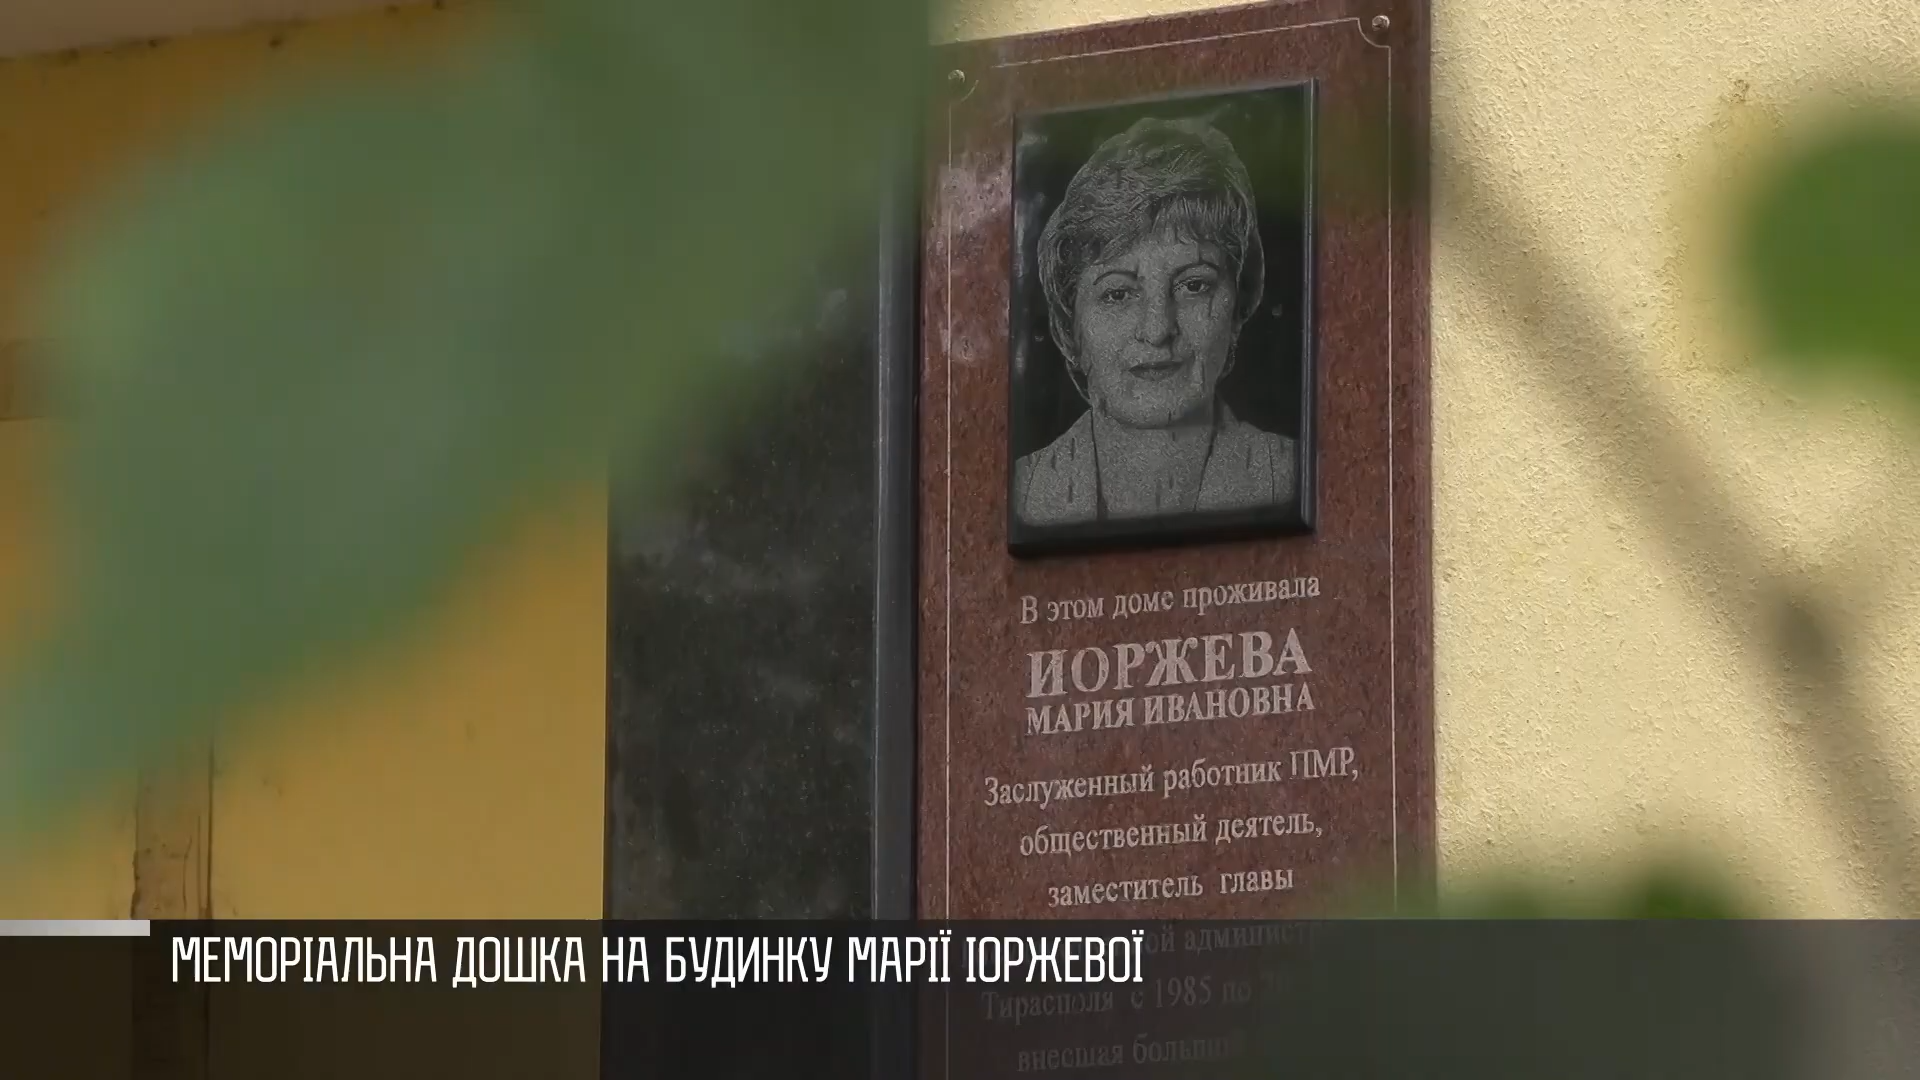 В этом доме проживала
ИОРЖЕВА
МАРИЯ ИВАНОВНА
Заслуженный работник ПМР,
общественный деятель,
заместитель главы
Тирасполя с 1985 по
внесшая
МЕМОРІАЛЬНА ДОШКА НА БУДИНКУ МАРІЇ ІОРЖЕВОЇ